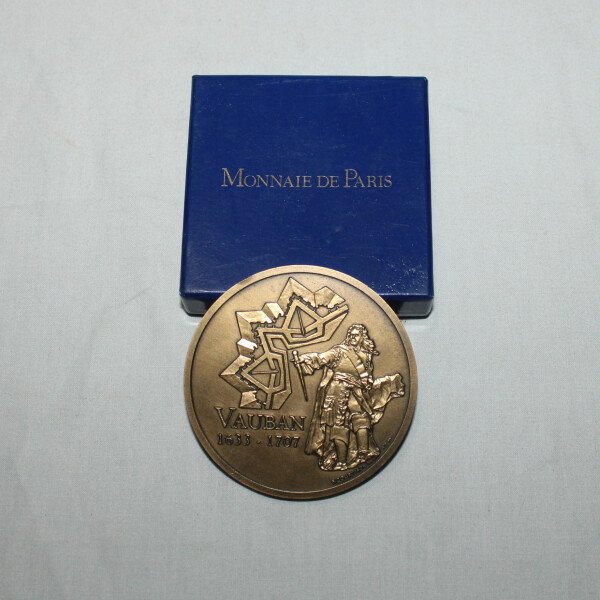 MONNAIE DE PARIS
VAUBAN
1633 • 1707